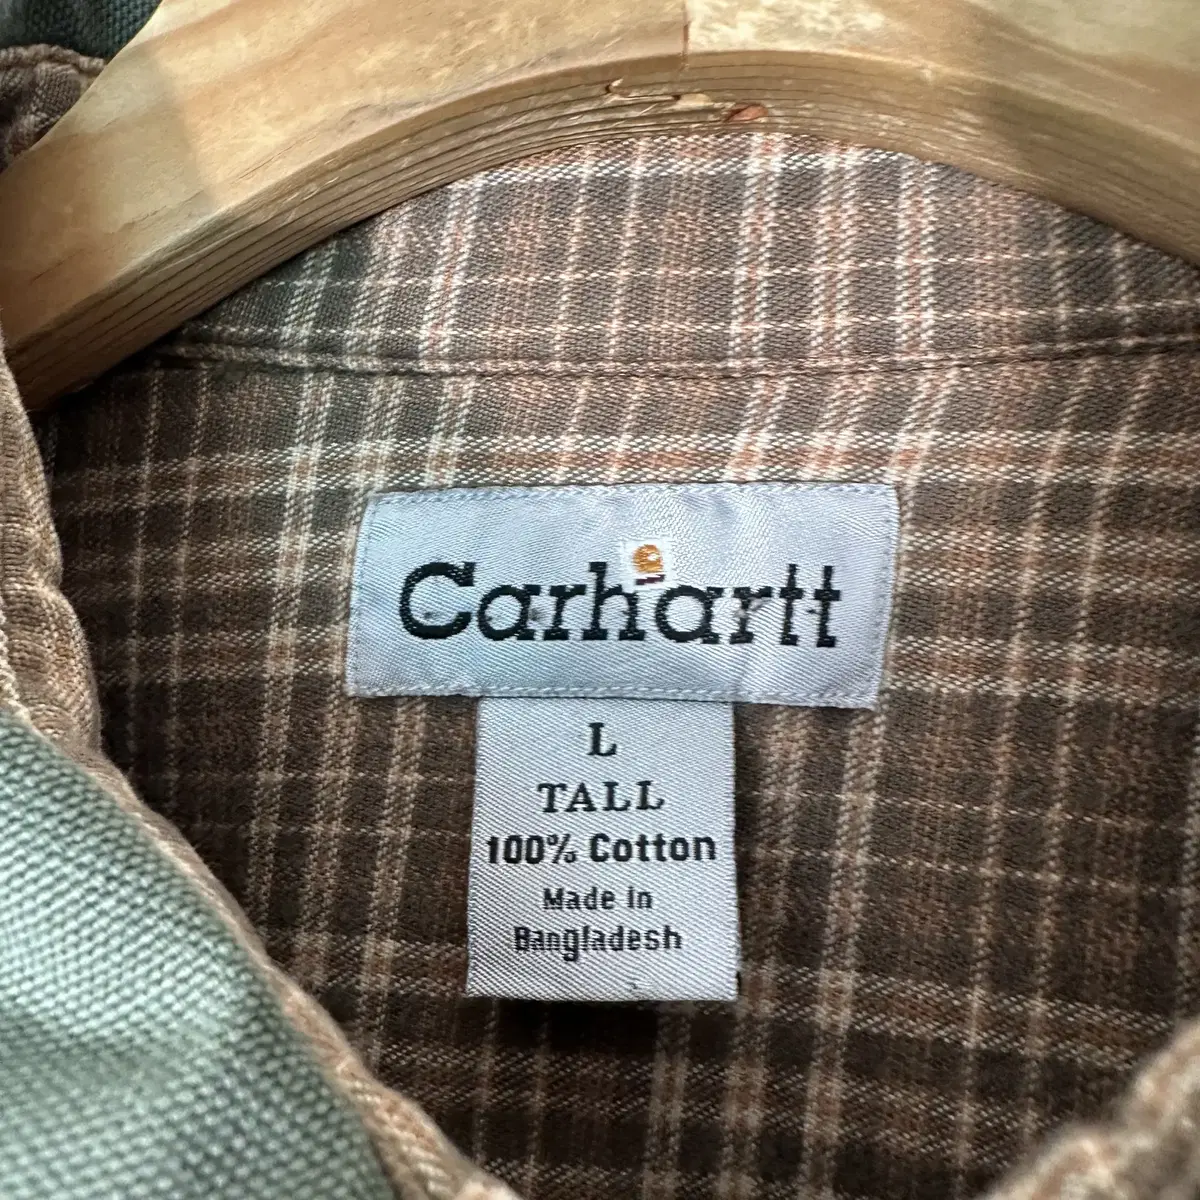 Carhartt
L
TALL
100% Cotton
Made In
Bangladesh